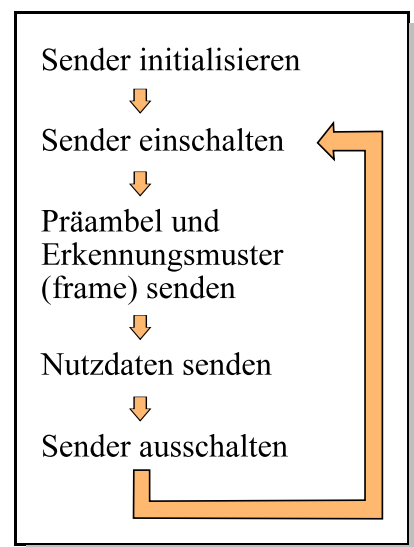 Sender initialisieren
Sender einschalten
Präambel und
Erkennungsmuster
(frame) senden
Nutzdaten senden
Sender ausschalten